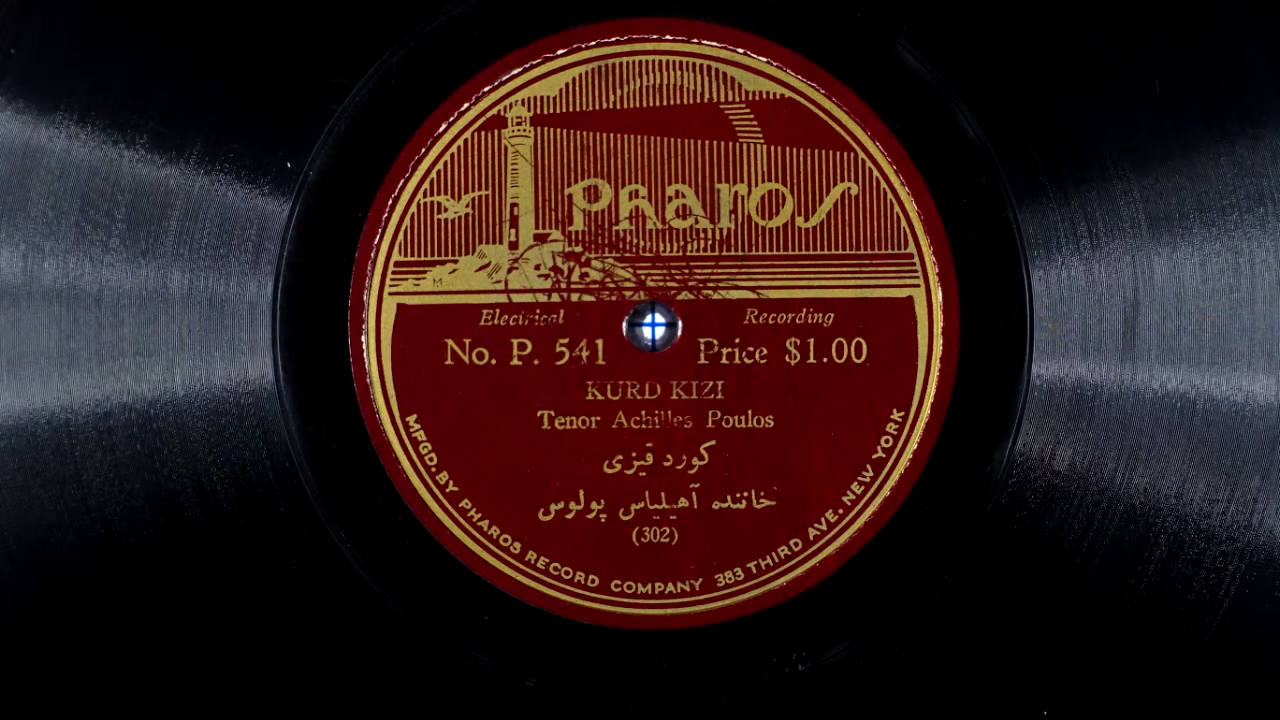 Pharos
Electrical Recording
No. P. 541 Price $1.00
KURD KIZI
Tenor Achilles Poulos
كورد قيزى
خاننده آهيلياس پولوس
(302)
MFGD. BY PHAROS RECORD COMPANY 383 THIRD AVE. NEW YORK